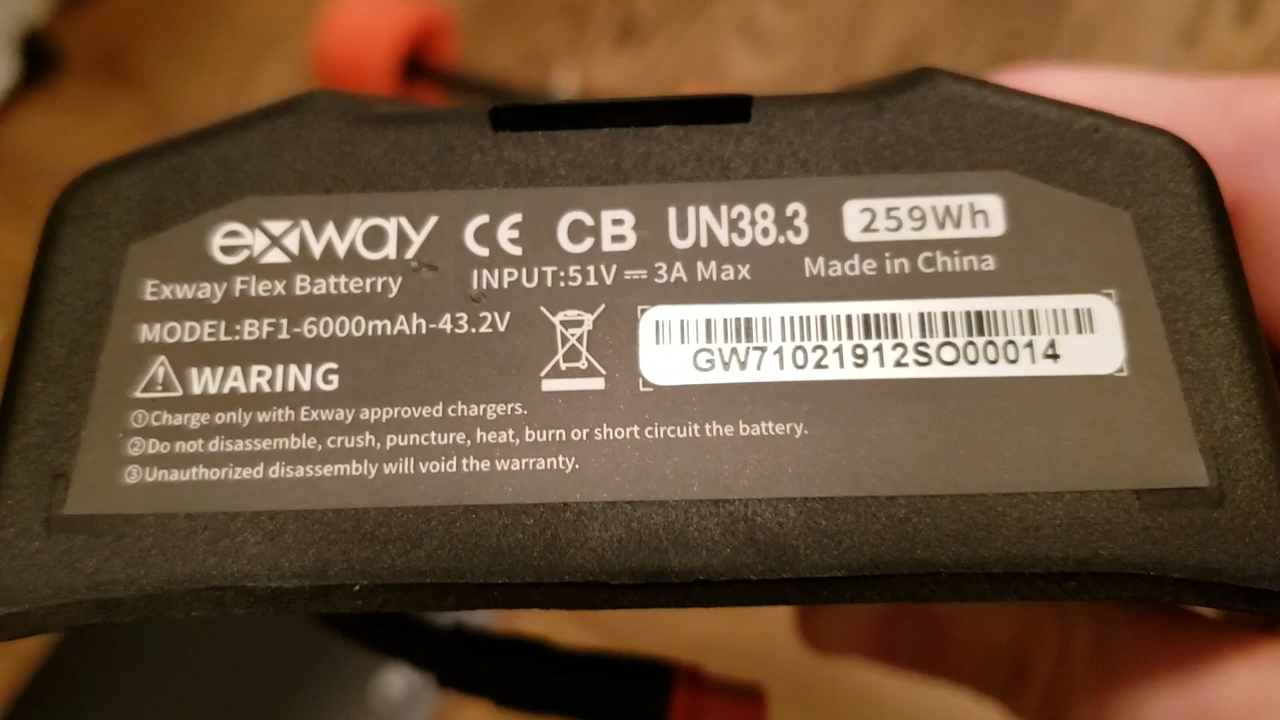 exway CE CB UN38.3 259Wh
Exway Flex Batterry INPUT:51V⎓3A Max Made in China
MODEL:BF1-6000mAh-43.2V
GW71021912SO00014
WARING
①Charge only with Exway approved chargers.
②Do not disassemble, crush, puncture, heat, burn or short circuit the battery.
③Unauthorized disassembly will void the warranty.